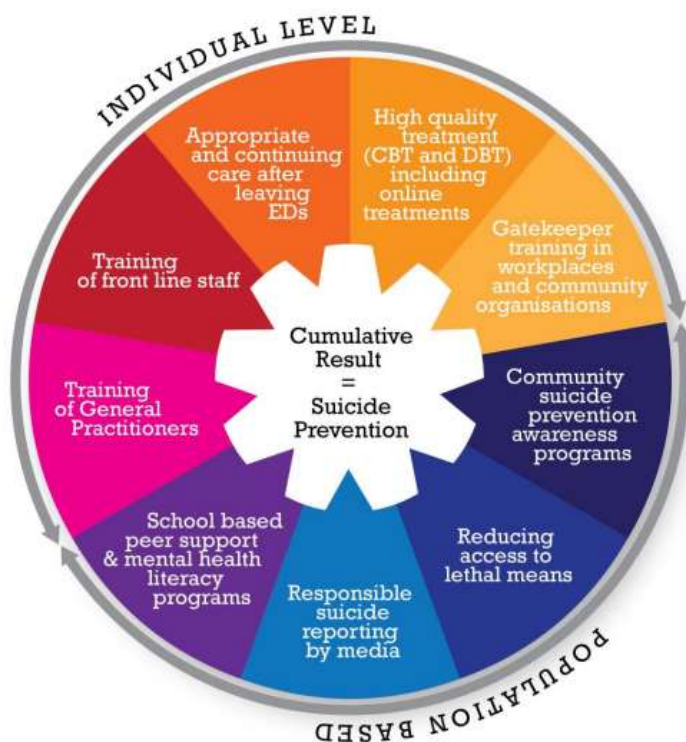 INDIVIDUAL LEVEL
Appropriate
and continuing
care after
leaving
EDs
High quality
treatment
(CBT and DBT)
including
online
treatments
Gatekeeper
training in
workplaces
and community
organisations
Community
suicide
prevention
awareness
programs
Reducing
access to
lethal means
Responsible
suicide
reporting
by media
School based
peer support
& mental health
literacy
programs
Training
of General
Practitioners
Training
of front line staff
Cumulative
Result
=
Suicide
Prevention
POPULATION BASED